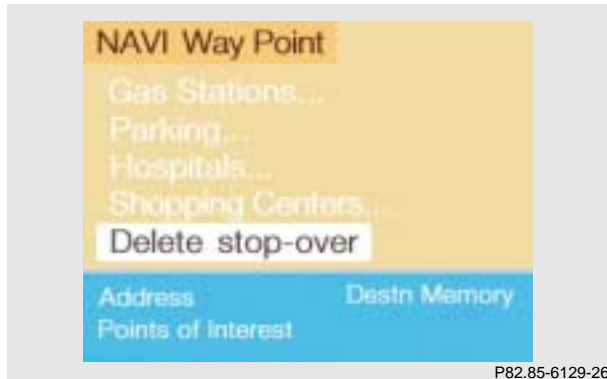 NAVI Way Point
Gas Stations...
Parking...
Hospitals...
Shopping Centers...
Delete stop-over
Address Destn Memory
Points of Interest
P82.85-6129-26